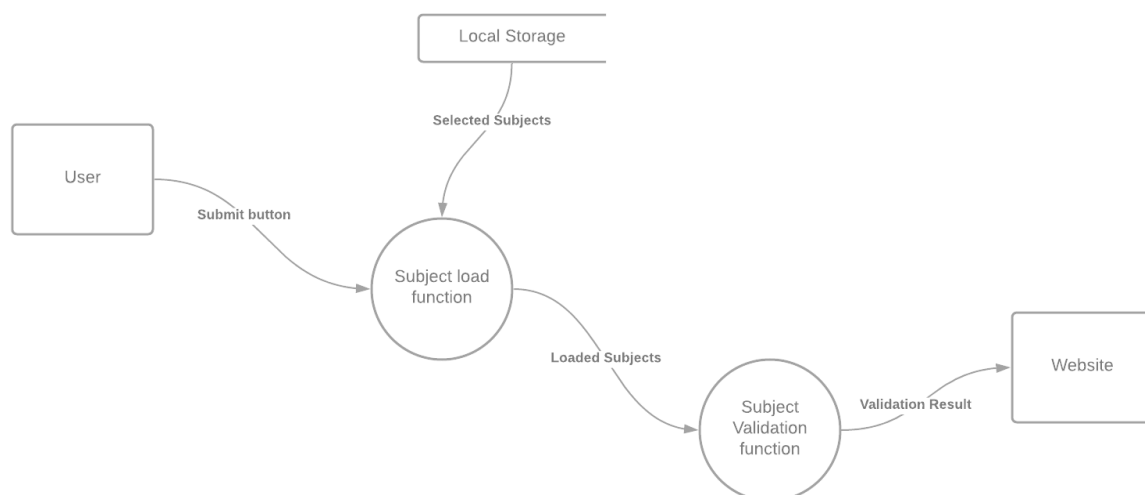 Local Storage
Selected Subjects
User
Submit button
Subject load
function
Loaded Subjects
Website
Validation Result
Subject
Validation
function